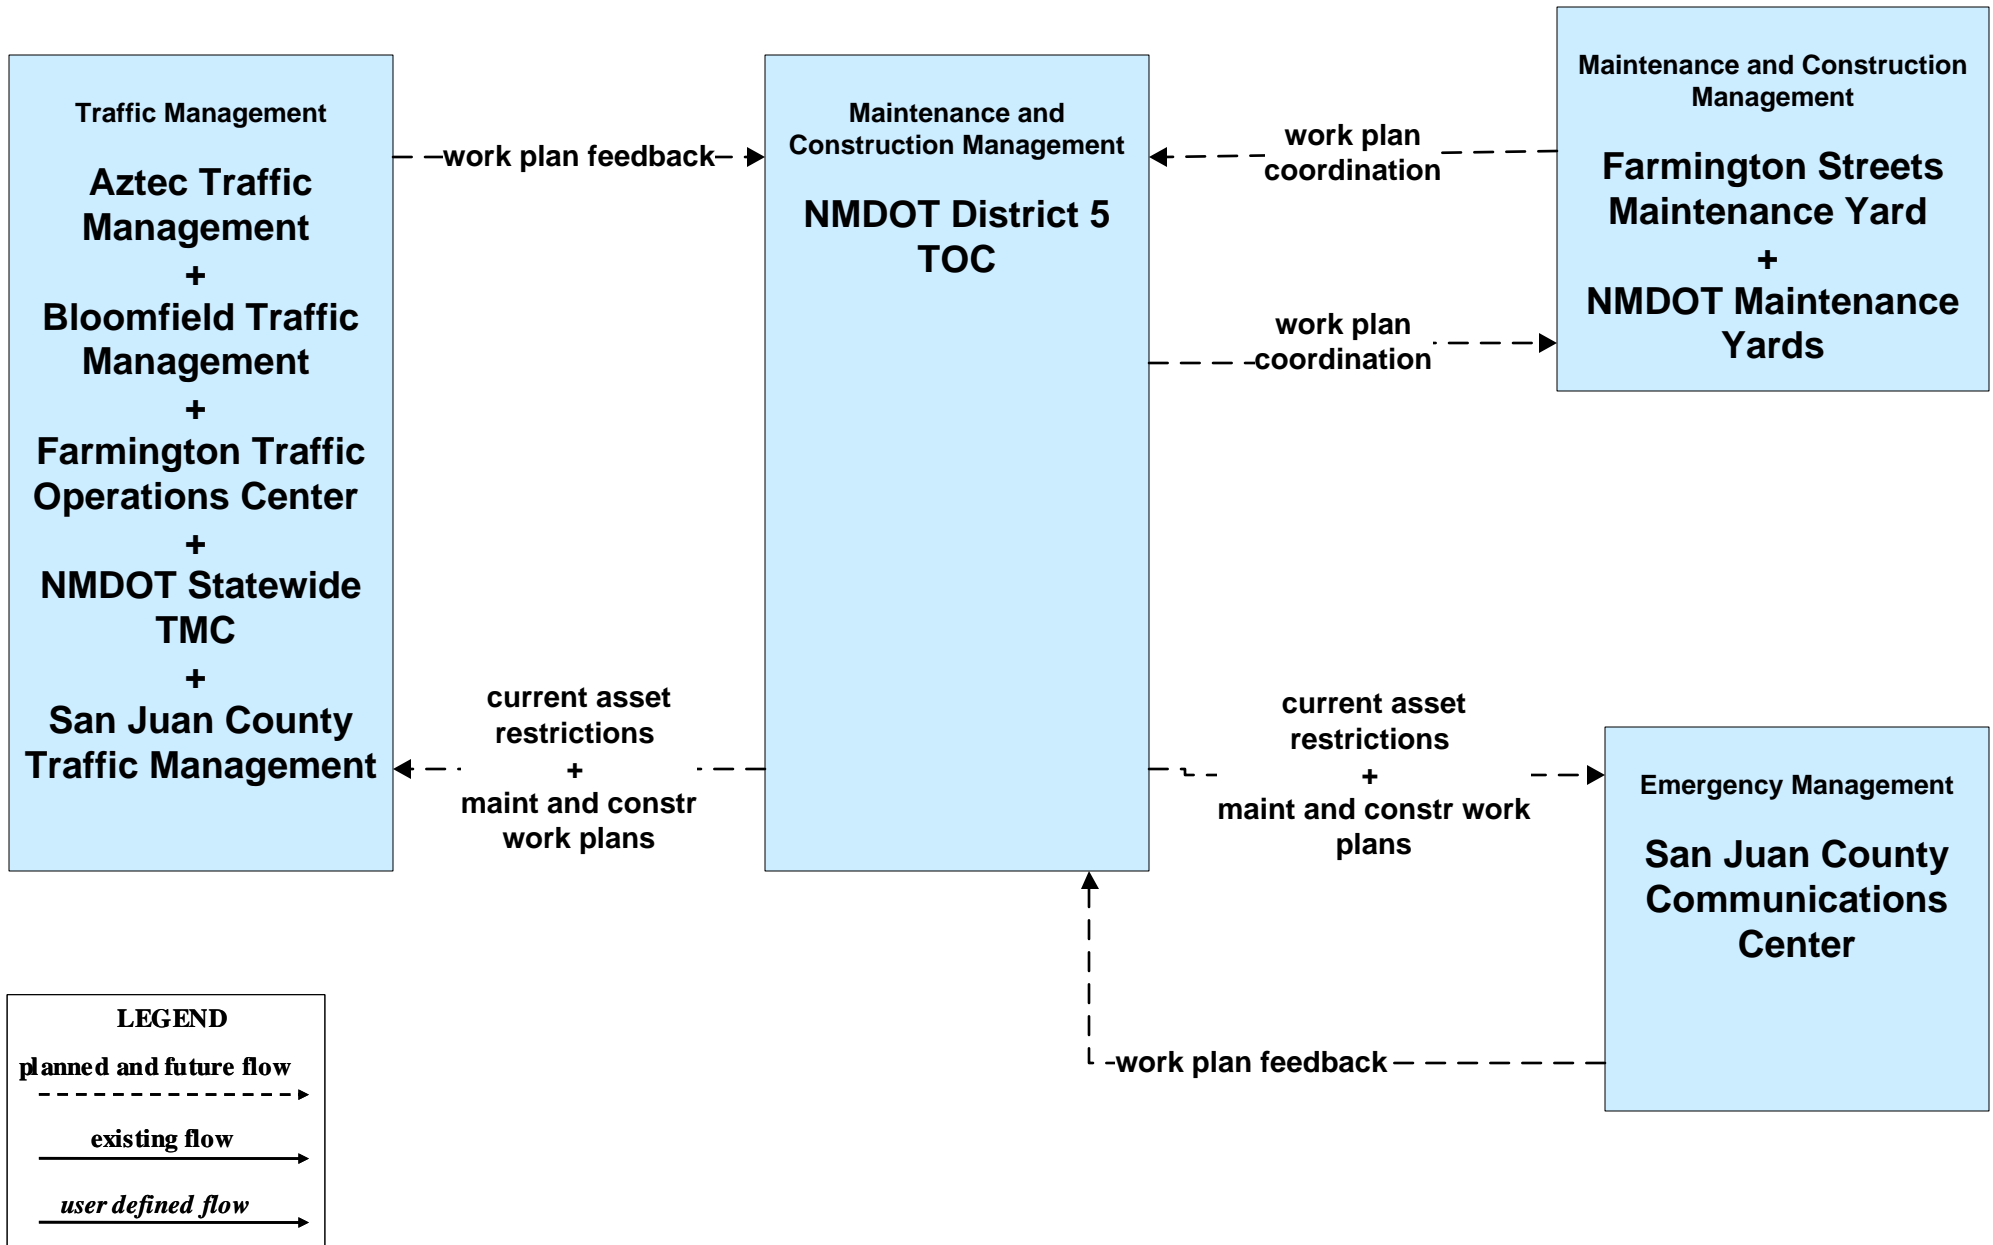 Traffic Management
Aztec Traffic
Management
+
Bloomfield Traffic
Management
+
Farmington Traffic
Operations Center
+
NMDOT Statewide
TMC
+
San Juan County
Traffic Management
work plan feedback
current asset
restrictions
+
maint and constr
work plans
Maintenance and
Construction Management
NMDOT District 5
TOC
work plan
coordination
work plan
coordination
Maintenance and Construction
Management
Farmington Streets
Maintenance Yard
+
NMDOT Maintenance
Yards
current asset
restrictions
+
maint and constr work
plans
Emergency Management
San Juan County
Communications
Center
work plan feedback
LEGEND
planned and future flow
existing flow
user defined flow